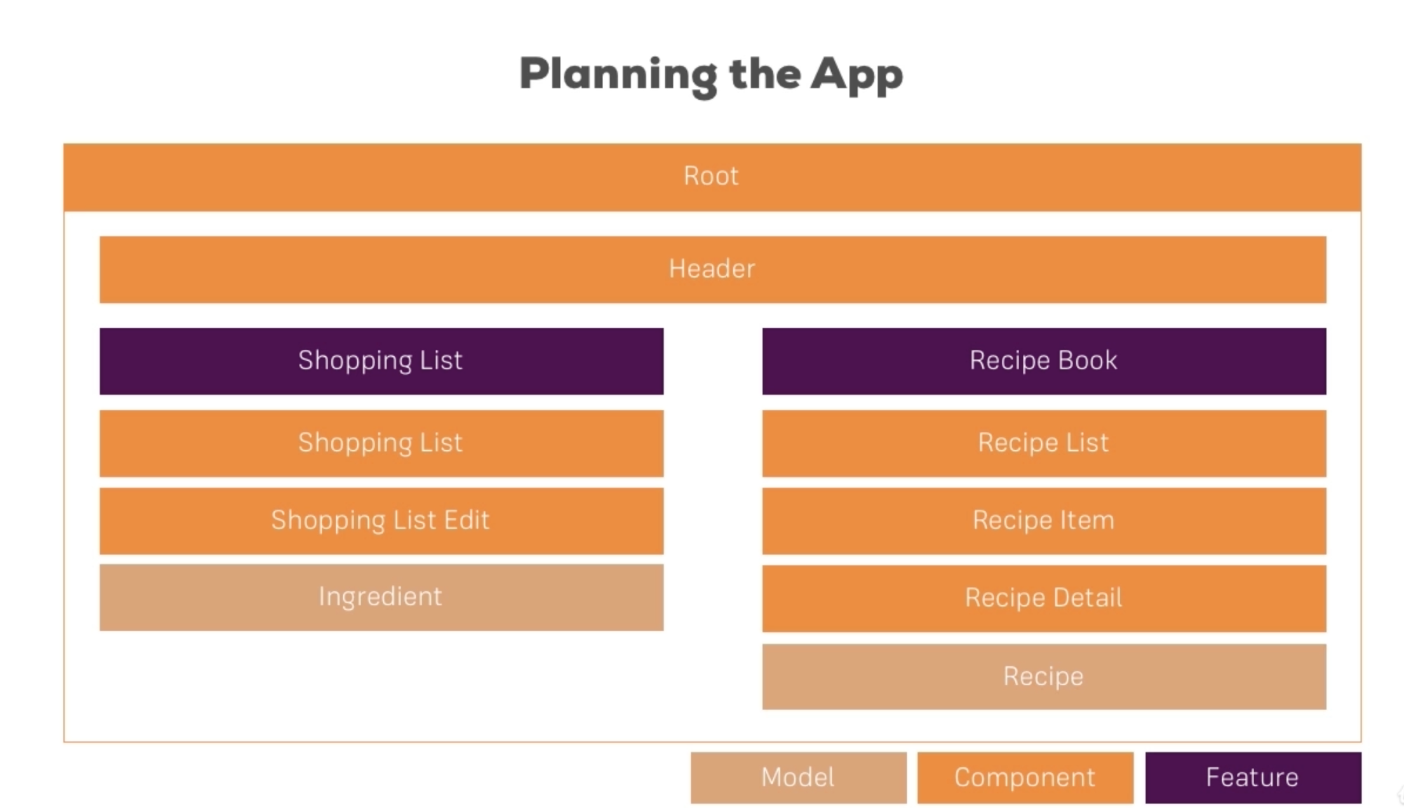 Planning the App
Root
Header
Shopping List
Shopping List
Shopping List Edit
Ingredient
Recipe Book
Recipe List
Recipe Item
Recipe Detail
Recipe
Model
Component
Feature